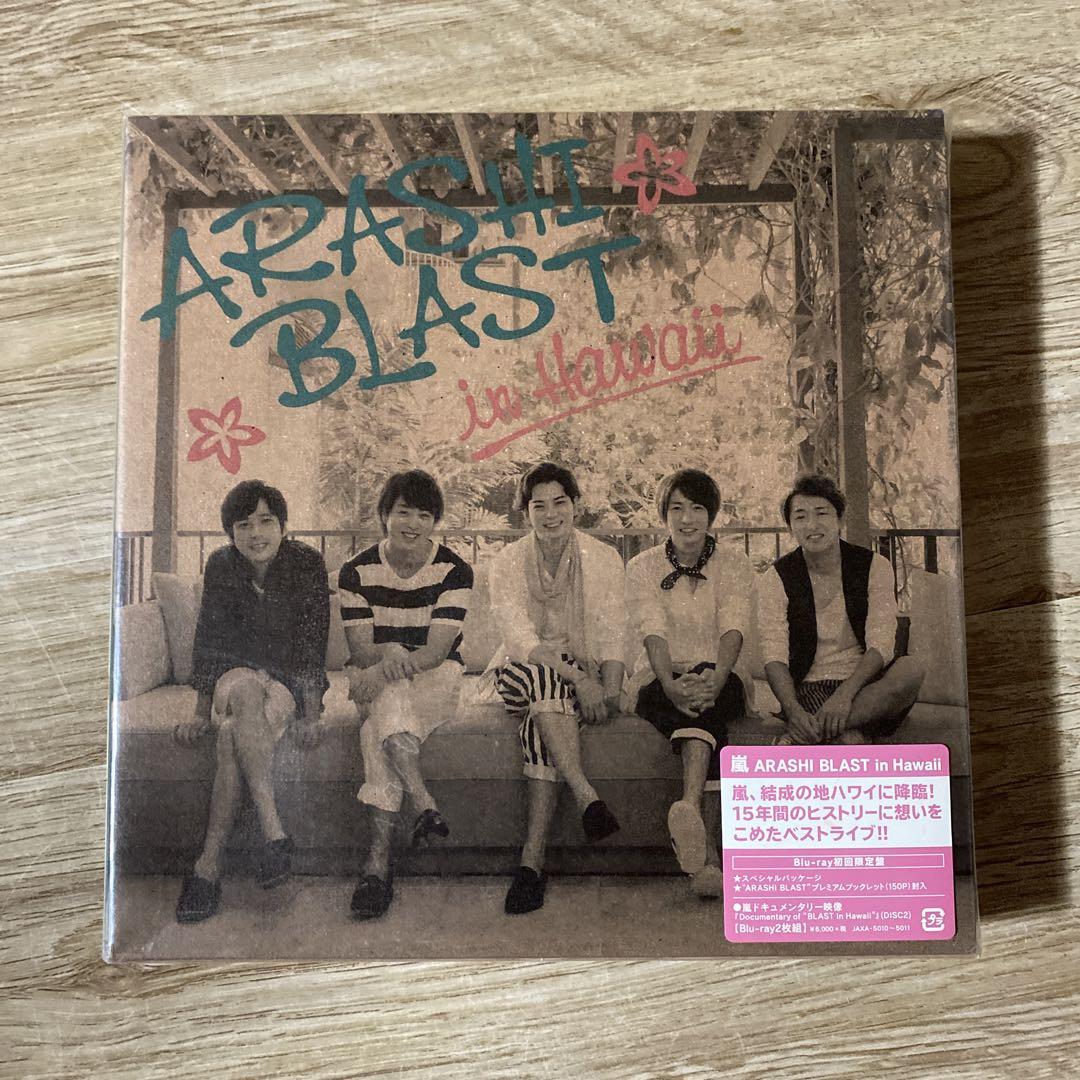 ARASHI
BLAST
in Hawaii
嵐 ARASHI BLAST in Hawaii
嵐、結成の地ハワイに降臨!
15年間のヒストリーに想いを
こめたベストライブ!!
Blu-ray初回限定盤
★スペシャルパッケージ
★"ARASHI BLAST"プレミアムブックレット(150P)封入
●嵐ドキュメンタリー映像
『Documentary of "BLAST in Hawaii"』(DISC2)
【Blu-ray2枚組】 ¥6,000+税 JAXA-5010〜5011
プラ